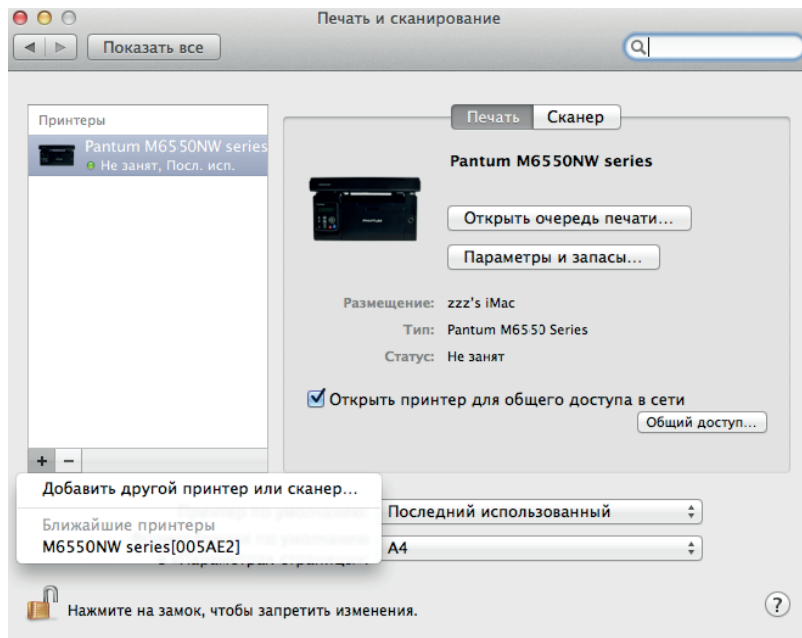 Печать и сканирование
Показать все
Принтеры
Pantum M6550NW series
Не занят, Посл. исп.
Печать Сканер
Pantum M6550NW series
Открыть очередь печати...
Параметры и запасы...
Размещение: zzz's iMac
Тип: Pantum M6550 Series
Статус: Не занят
Открыть принтер для общего доступа в сети
Общий доступ...
+ −
Добавить другой принтер или сканер...
Ближайшие принтеры
M6550NW series[005AE2]
Последний использованный
A4
Нажмите на замок, чтобы запретить изменения.
?